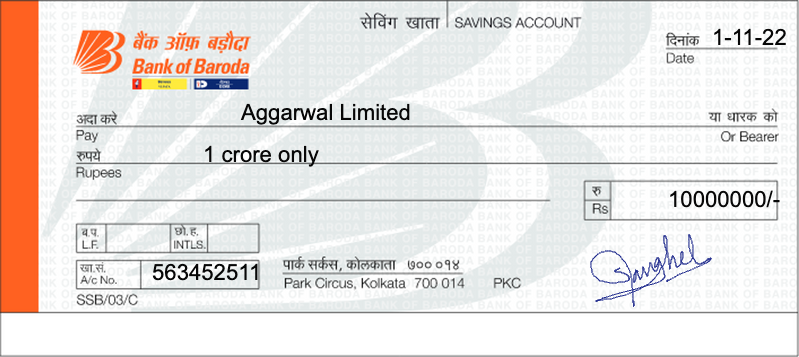 सेविंग खाता SAVINGS ACCOUNT
बैंक ऑफ़ बड़ौदा
Bank of Baroda
दिनांक 1-11-22
Date
अदा करे Aggarwal Limited या धारक को
Pay Or Bearer
रुपये 1 crore only
Rupees
रु
Rs 10000000/-
ब.प. छो.ह.
L.F. INTLS.
खा.सं.
A/c No. 563452511
पार्क सर्कस, कोलकाता ७०० ०१४
Park Circus, Kolkata 700 014 PKC
SSB/03/C